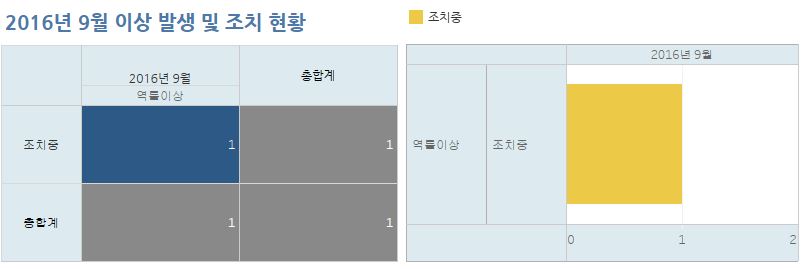 2016년 9월 이상 발생 및 조치 현황
조치중
2016년 9월
총합계
역률이상
조치중
1
1
총합계
1
1
2016년 9월
역률이상
조치중
0
1
2